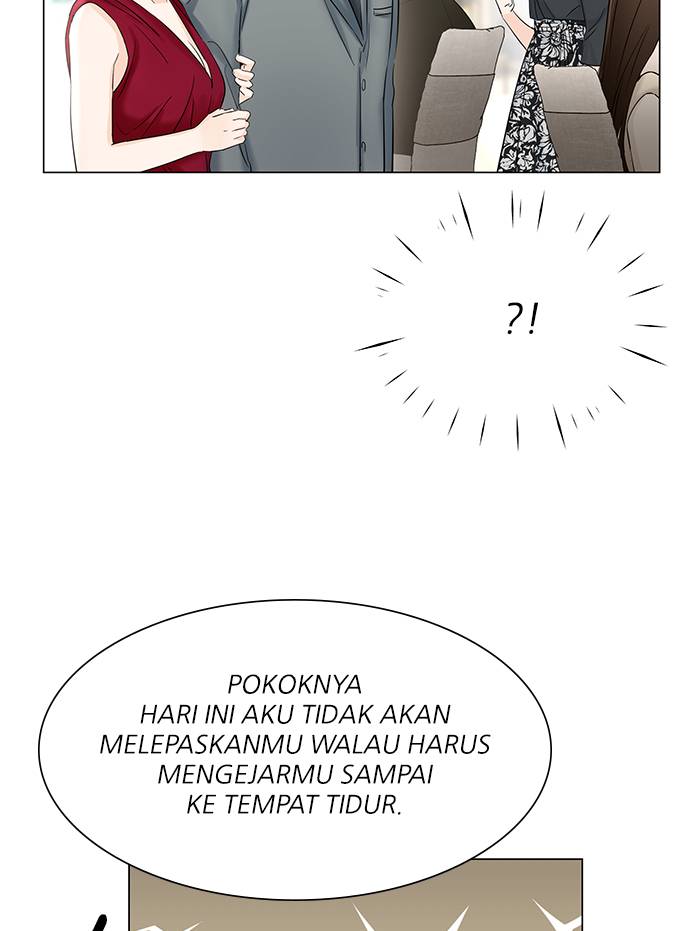 ?!
POKOKNYA
HARI INI AKU TIDAK AKAN
MELEPASKANMU WALAU HARUS
MENGEJARMU SAMPAI
KE TEMPAT TIDUR.